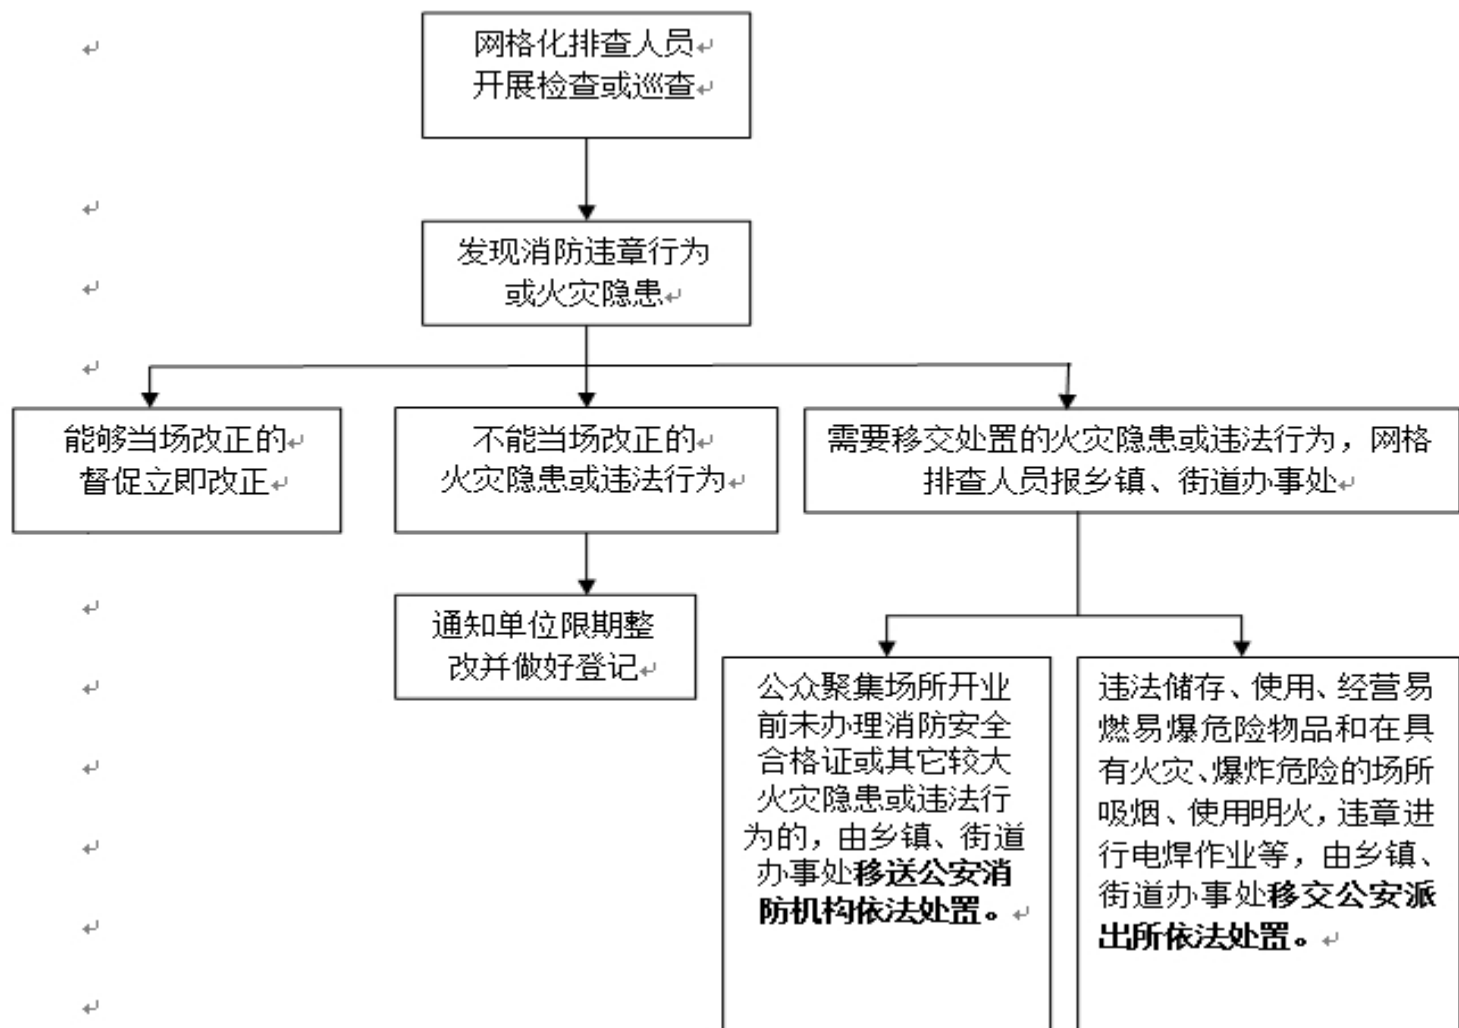 网格化排查人员
开展检查或巡查
发现消防违章行为
或火灾隐患
能够当场改正的
督促立即改正
不能当场改正的
火灾隐患或违法行为
需要移交处置的火灾隐患或违法行为，网格
排查人员报乡镇、街道办事处
通知单位限期整
改并做好登记
公众聚集场所开业
前未办理消防安全
合格证或其它较大
火灾隐患或违法行
为的，由乡镇、街道
办事处移送公安消
防机构依法处置。
违法储存、使用、经营易
燃易爆危险物品和在具
有火灾、爆炸危险的场所
吸烟、使用明火，违章进
行电焊作业等，由乡镇、
街道办事处移交公安派
出所依法处置。